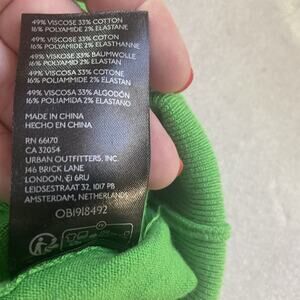 49% VISCOSE 33% COTTON
16% POLYAMIDE 2% ELASTANE
49% VISCOSE 33% COTON
16% POLYAMIDE 2% ELASTHANNE
49% VISKOSE 33% BAUMWOLLE
16% POLYAMID 2% ELASTAN
49% VISCOSA 33% COTONE
16% POLIAMMIDE 2% ELASTAN
49% VISCOSA 33% ALGODÓN
16% POLIAMIDA 2% ELASTANO
MADE IN CHINA
HECHO EN CHINA
RN 66170
CA 32054
URBAN OUTFITTERS, INC.
146 BRICK LANE
LONDON, E1 6RU
LEIDSESTRAAT 32, 1017 PB
AMSTERDAM, NETHERLANDS
OB1918492